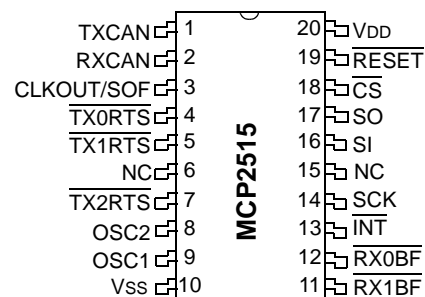 TXCAN 1 20 VDD
RXCAN 2 19 RESET
CLKOUT/SOF 3 18 CS
TX0RTS 4 17 SO
TX1RTS 5 16 SI
NC 6 15 NC
TX2RTS 7 14 SCK
OSC2 8 13 INT
OSC1 9 12 RX0BF
VSS 10 11 RX1BF
MCP2515